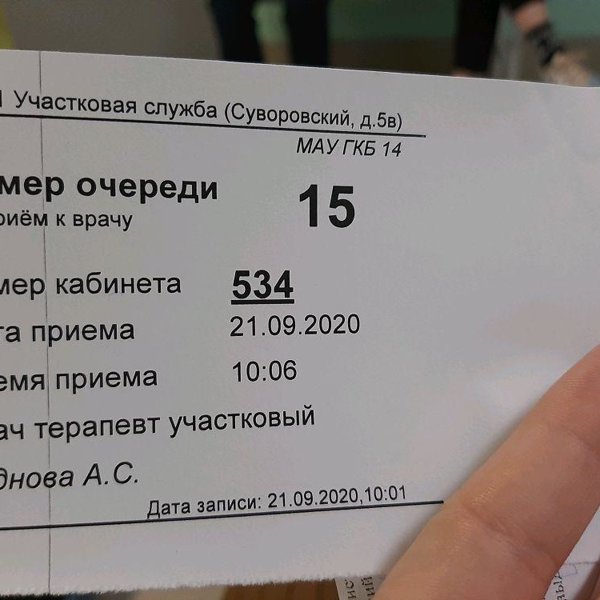 Участковая служба (Суворовский, д.5в)
МАУ ГКБ 14
мер очереди 15
риём к врачу
мер кабинета 534
та приема 21.09.2020
емя приема 10:06
ач терапевт участковый
днова А.С.
Дата записи: 21.09.2020,10:01